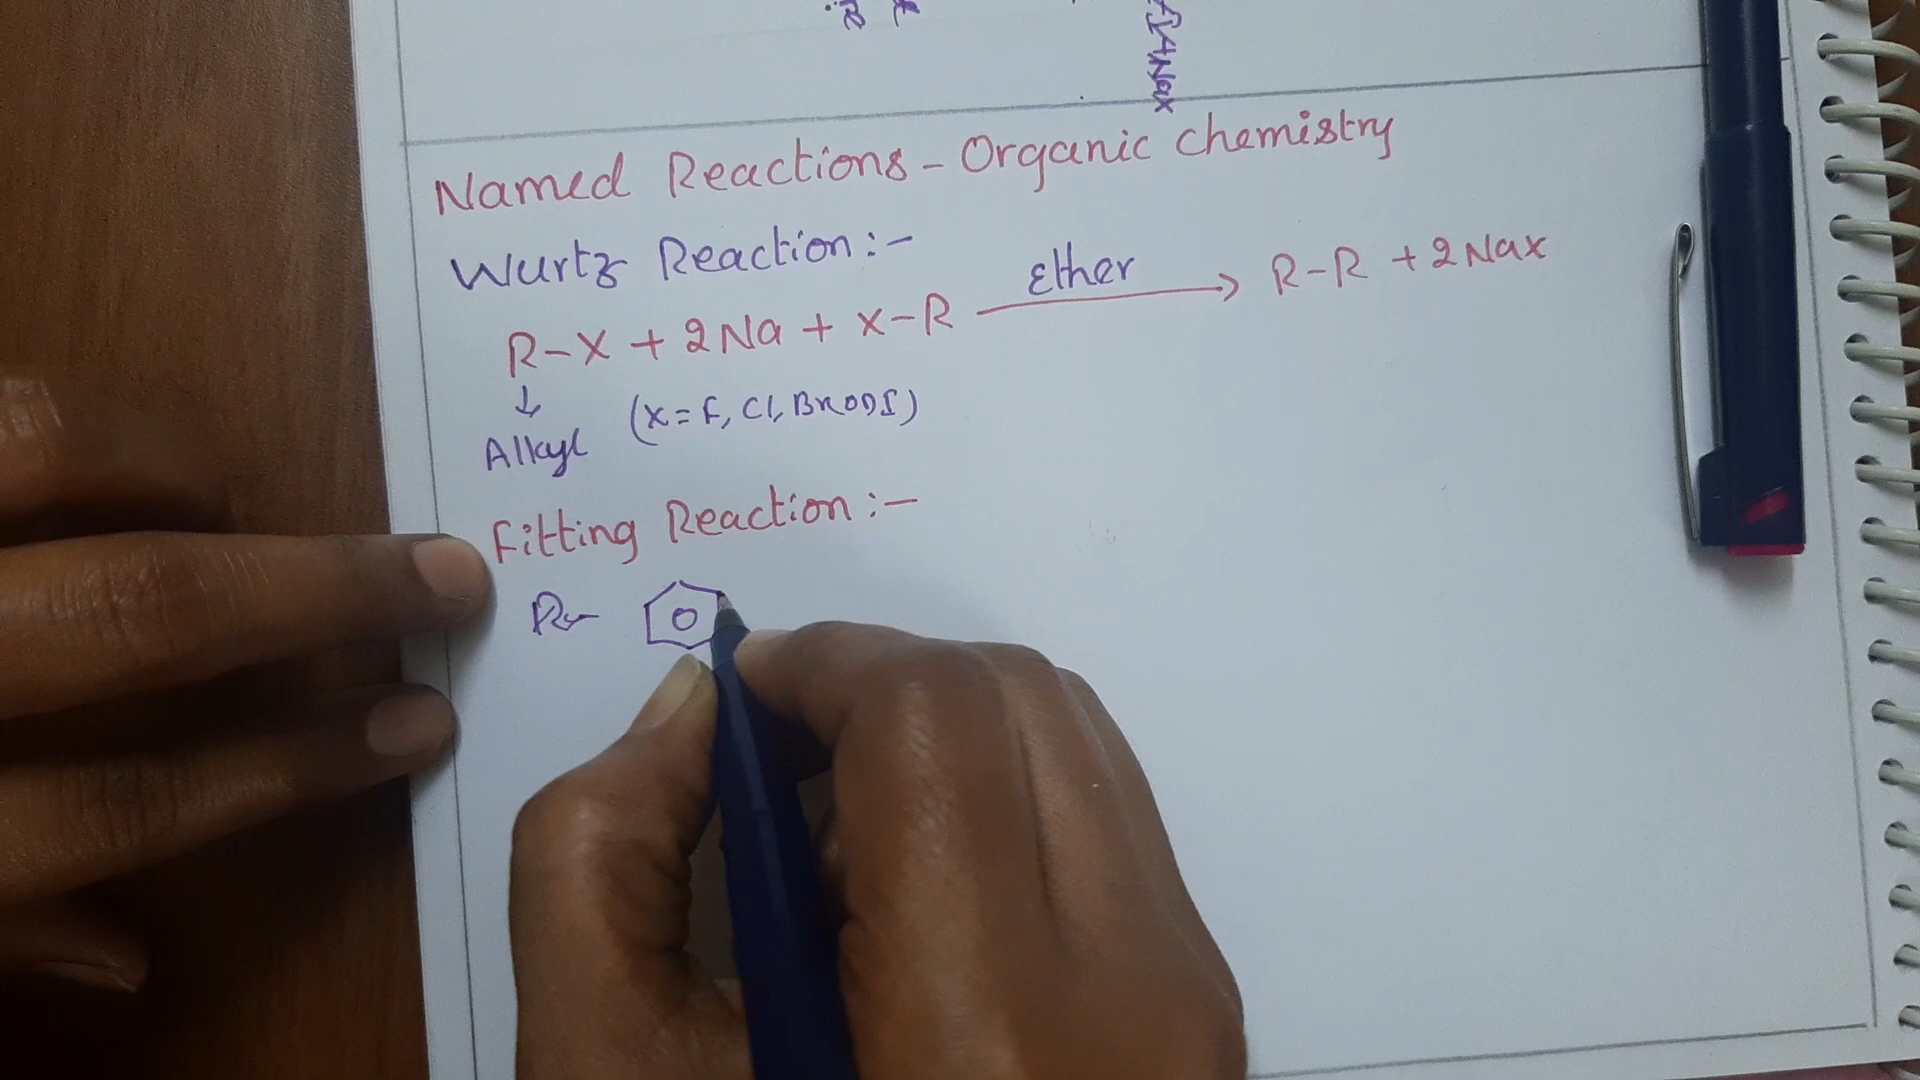 Named Reactions - Organic Chemistry
Wurtz Reaction :-
R-X + 2Na + X-R Ether → R-R + 2Nax
↓
Alkyl (X = F, Cl, Br or I)
Fitting Reaction :-